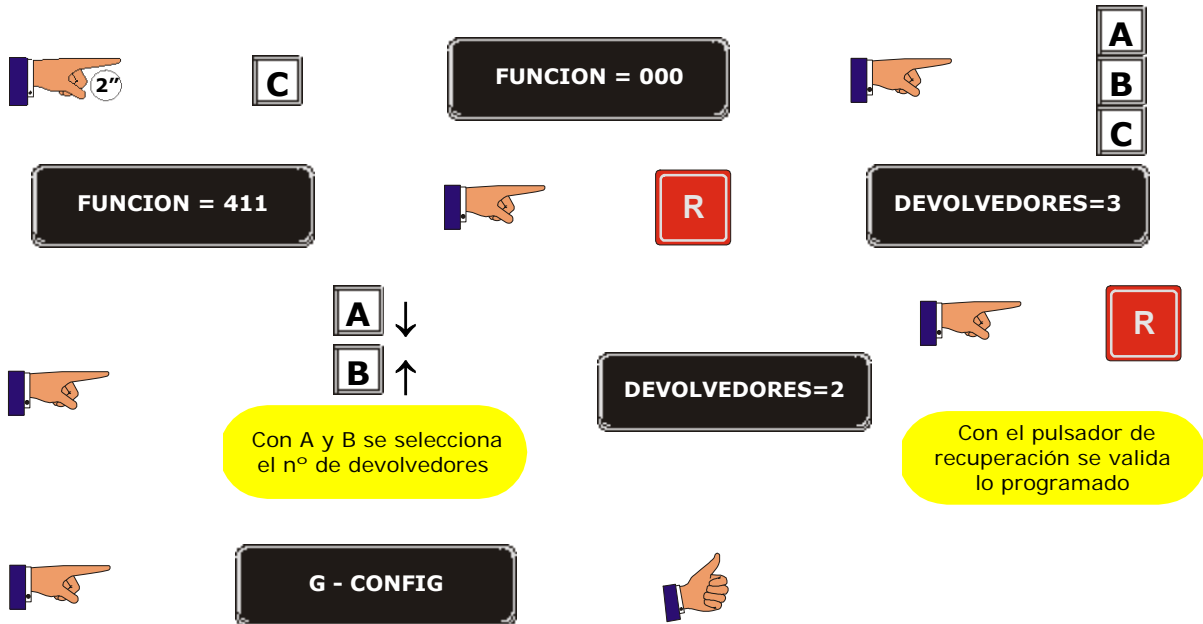 2”
C
FUNCION = 000
A
B
C
FUNCION = 411
R
DEVOLVEDORES=3
A ↓
B ↑
Con A y B se selecciona
el nº de devolvedores
DEVOLVEDORES=2
R
Con el pulsador de
recuperación se valida
lo programado
G - CONFIG